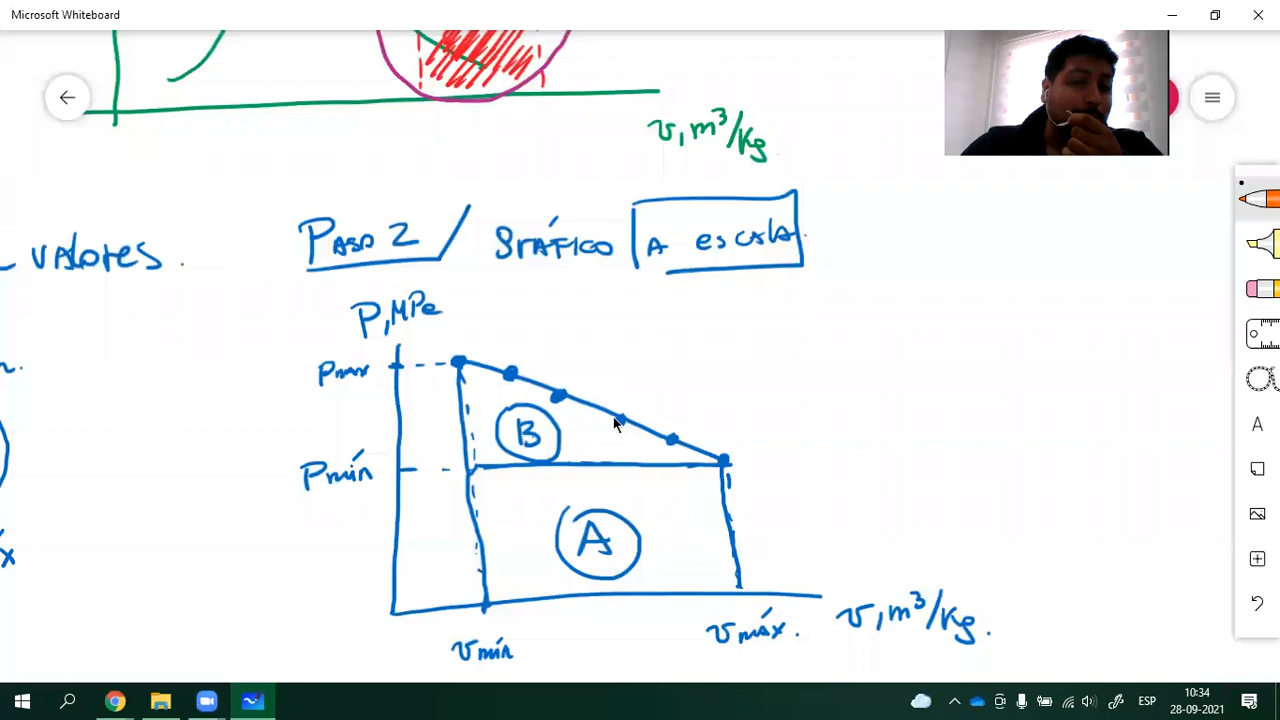 Microsoft Whiteboard
v, m³/kg
VALORES.
PASO 2 / GRÁFICO A ESCALA
P, MPa
Pmax
Pmín
B
A
vmín
vmáx.
v, m³/kg.
x
A
ESP
10:34
28-09-2021